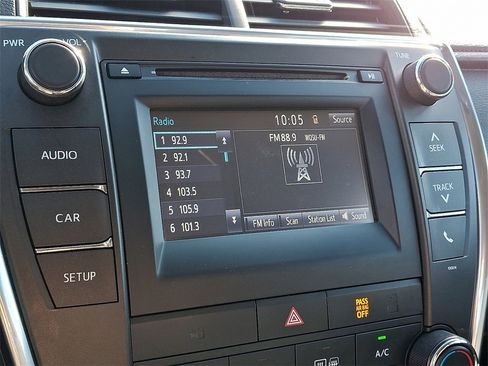 PWR VOL
TUNE
Radio 10:05 Source
1 92.9
FM 88.9 WQSU-FM
2 92.1
3 93.7
4 103.5
5 105.9
6 101.3
FM Info Scan Station List Sound
AUDIO
CAR
SETUP
SEEK
TRACK
PASS
AIR BAG
OFF
A/C